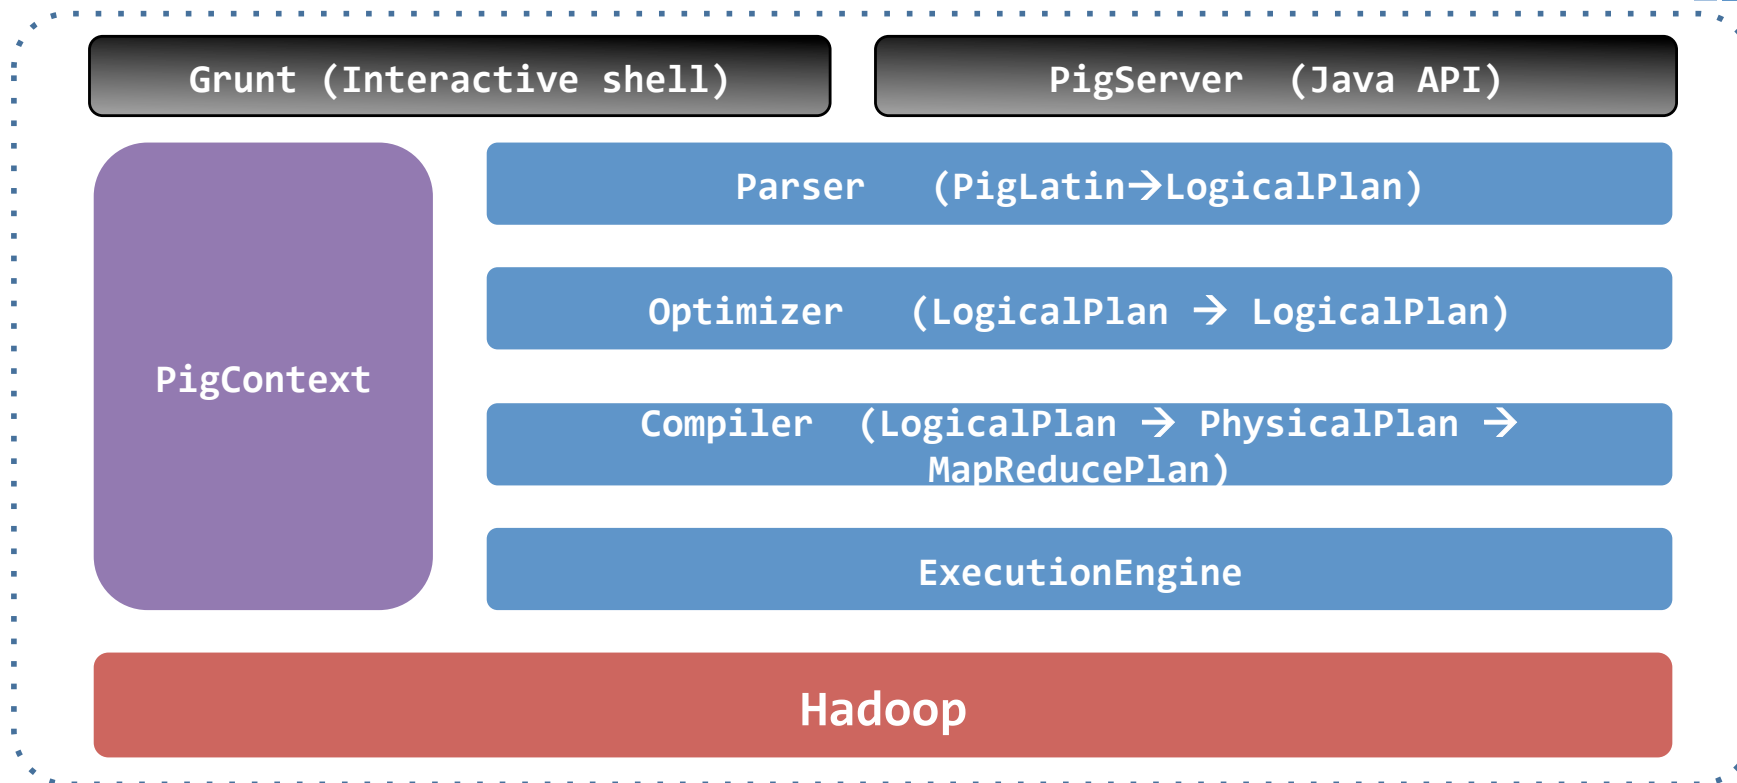 Grunt (Interactive shell)
PigServer (Java API)
Parser (PigLatin→LogicalPlan)
Optimizer (LogicalPlan → LogicalPlan)
PigContext
Compiler (LogicalPlan → PhysicalPlan →
MapReducePlan)
ExecutionEngine
Hadoop